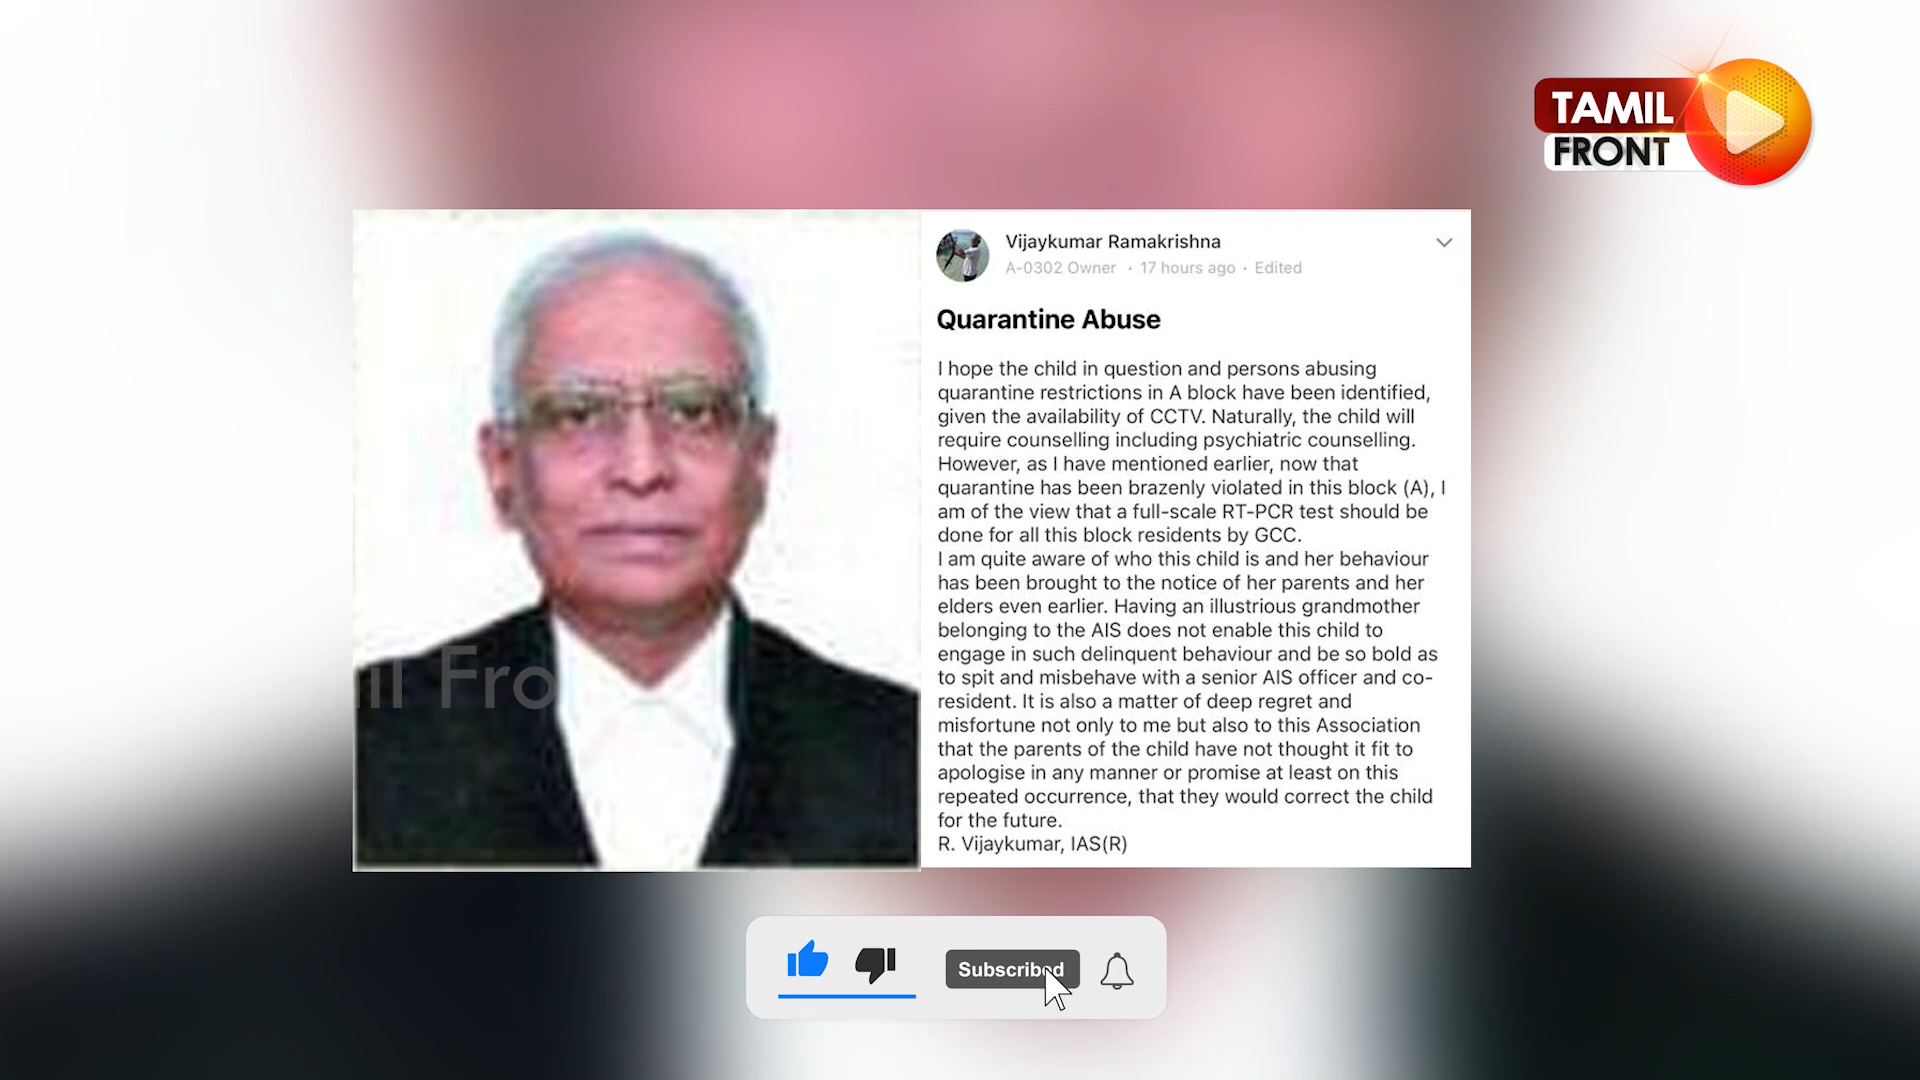 TAMIL
FRONT
Vijaykumar Ramakrishna
A-0302 Owner · 17 hours ago · Edited
Quarantine Abuse
I hope the child in question and persons abusing
quarantine restrictions in A block have been identified,
given the availability of CCTV. Naturally, the child will
require counselling including psychiatric counselling.
However, as I have mentioned earlier, now that
quarantine has been brazenly violated in this block (A), I
am of the view that a full-scale RT-PCR test should be
done for all this block residents by GCC.
I am quite aware of who this child is and her behaviour
has been brought to the notice of her parents and her
elders even earlier. Having an illustrious grandmother
belonging to the AIS does not enable this child to
engage in such delinquent behaviour and be so bold as
to spit and misbehave with a senior AIS officer and co-
resident. It is also a matter of deep regret and
misfortune not only to me but also to this Association
that the parents of the child have not thought it fit to
apologise in any manner or promise at least on this
repeated occurrence, that they would correct the child
for the future.
R. Vijaykumar, IAS(R)
il Fro
Subscribed